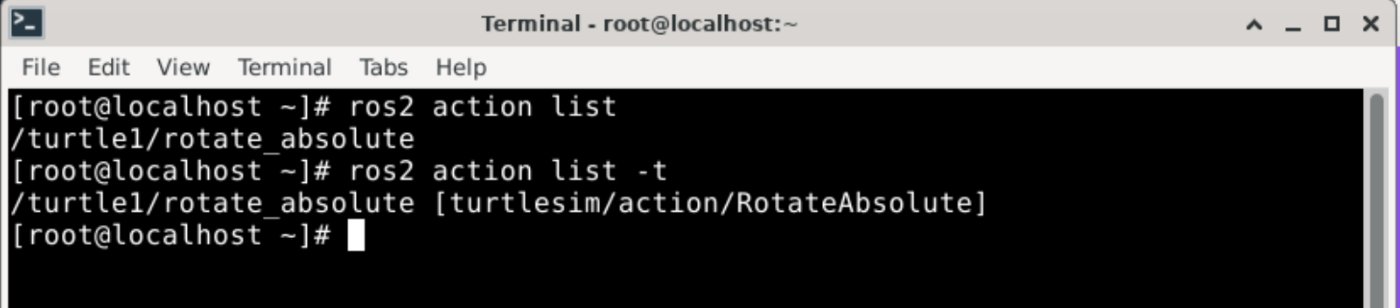 Terminal - root@localhost:~
File Edit View Terminal Tabs Help
[root@localhost ~]# ros2 action list
/turtle1/rotate_absolute
[root@localhost ~]# ros2 action list -t
/turtle1/rotate_absolute [turtlesim/action/RotateAbsolute]
[root@localhost ~]#